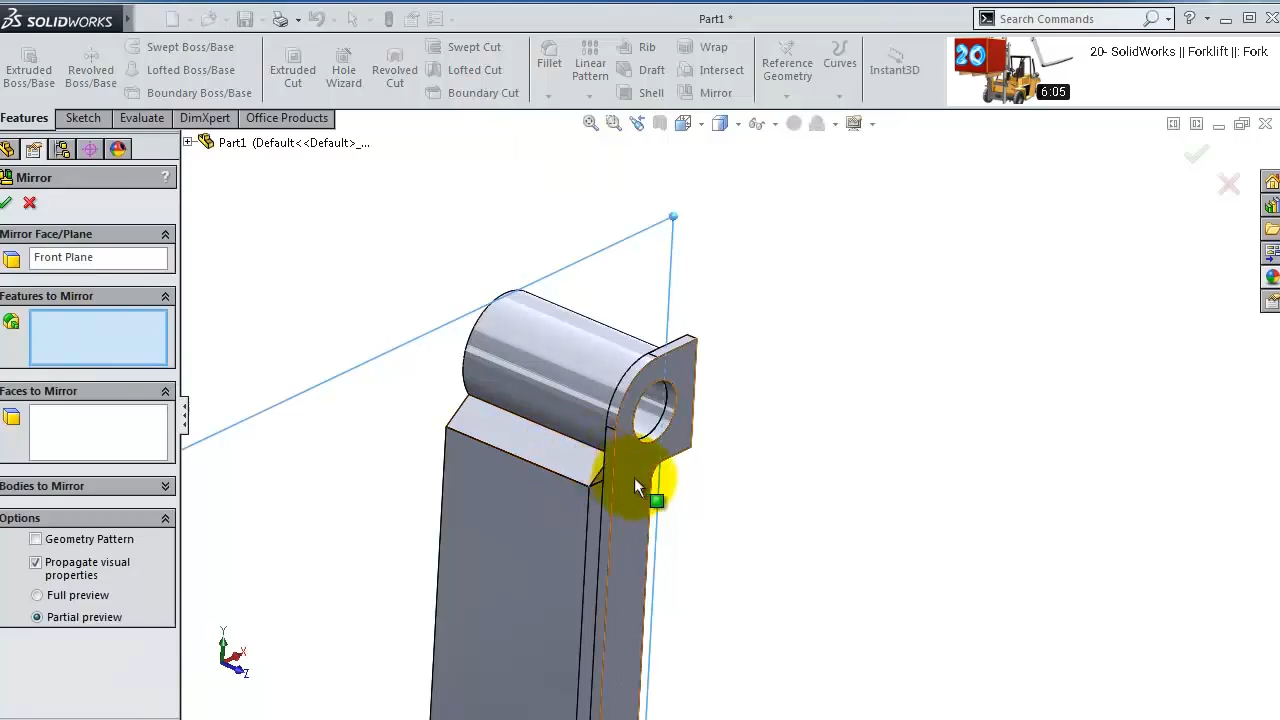 SOLIDWORKS
Part1 *
Search Commands
?
Extruded Boss/Base
Revolved Boss/Base
Swept Boss/Base
Lofted Boss/Base
Boundary Boss/Base
Extruded Cut
Hole Wizard
Revolved Cut
Swept Cut
Lofted Cut
Boundary Cut
Fillet
Linear Pattern
Rib
Draft
Shell
Wrap
Intersect
Mirror
Reference Geometry
Curves
Instant3D
20
6:05
20- SolidWorks || Forklift ||: Fork
Features
Sketch
Evaluate
DimXpert
Office Products
Part1 (Default<<Default>_...
Mirror
?
Mirror Face/Plane
Front Plane
Features to Mirror
Faces to Mirror
Bodies to Mirror
Options
Geometry Pattern
Propagate visual
properties
Full preview
Partial preview
Y
X
Z